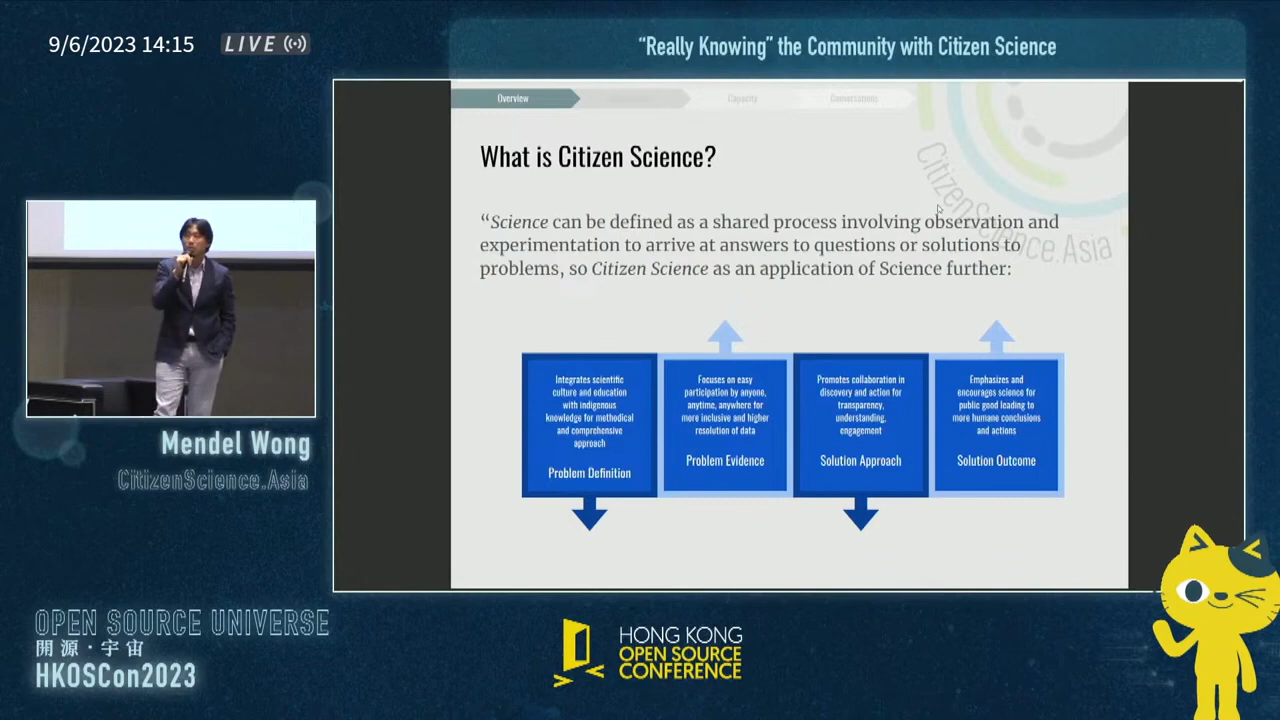 9/6/2023 14:15
LIVE
“Really Knowing” the Community with Citizen Science
Overview
Capacity
Conversations
What is Citizen Science?
CitizenScience.Asia
“Science can be defined as a shared process involving observation and
experimentation to arrive at answers to questions or solutions to
problems, so Citizen Science as an application of Science further:
Integrates scientific
culture and education
with indigenous
knowledge for methodical
and comprehensive
approach
Problem Definition
Focuses on easy
participation by anyone,
anytime, anywhere for
more inclusive and higher
resolution of data
Problem Evidence
Promotes collaboration in
discovery and action for
transparency,
understanding,
engagement
Solution Approach
Emphasizes and
encourages science for
public good leading to
more humane conclusions
and actions
Solution Outcome
Mendel Wong
CitizenScience.Asia
OPEN SOURCE UNIVERSE
開源·宇宙
HKOSCon2023
HONG KONG
OPEN SOURCE
CONFERENCE